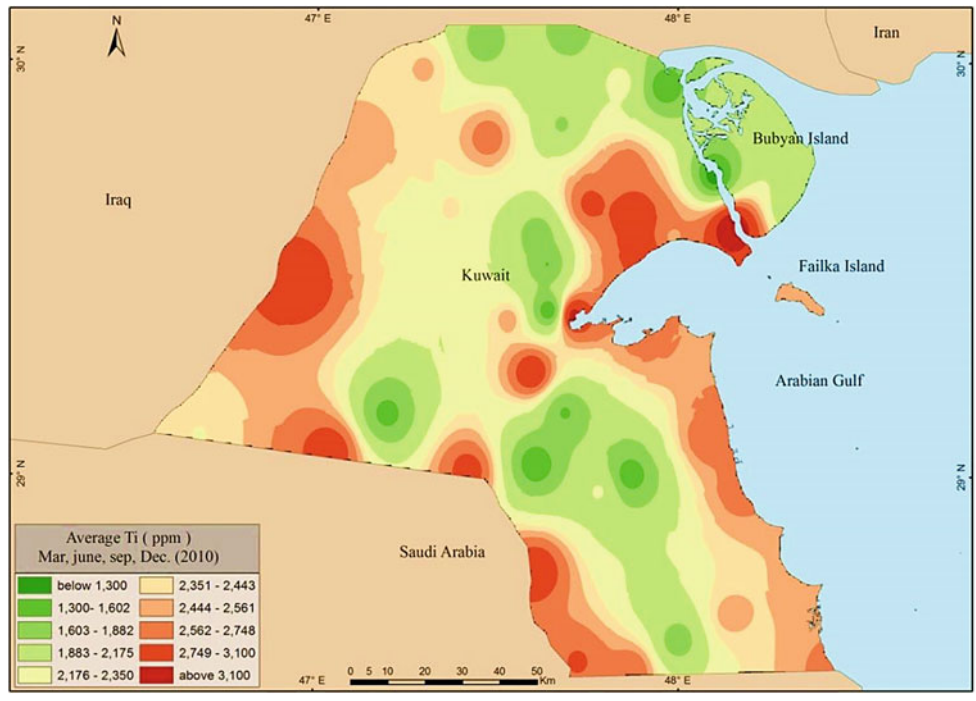 47° E
48° E
N
Iran
30° N
30° N
Bubyan Island
Iraq
Failka Island
Kuwait
Arabian Gulf
29° N
29° N
Average Ti ( ppm )
Mar, june, sep, Dec. (2010)
Saudi Arabia
below 1,300
2,351 - 2,443
1,300- 1,602
2,444 - 2,561
1,603 - 1,882
2,562 - 2,748
1,883 - 2,175
2,749 - 3,100
2,176 - 2,350
above 3,100
0 5 10 20 30 40 50
Km
47° E
48° E